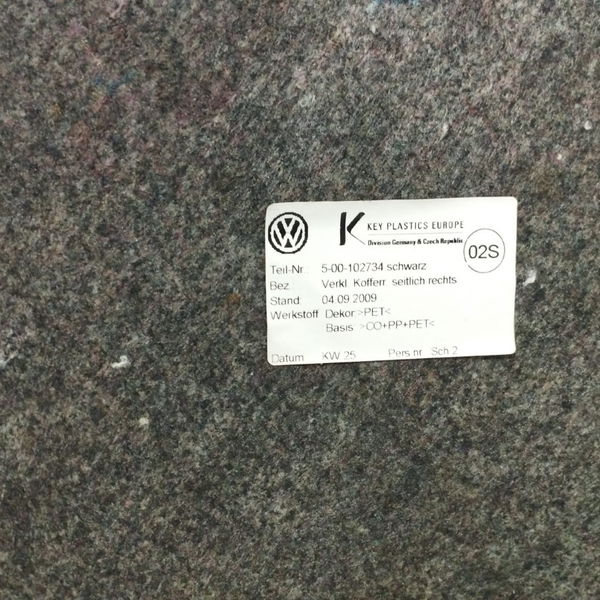 KEY PLASTICS EUROPE
Division Germany & Czech Republic
02S
Teil-Nr.: 5-00-102734 schwarz
Bez.: Verkl. Kofferr. seitlich rechts
Stand: 04.09.2009
Werkstoff Dekor >PET<
Basis >CO+PP+PET<
Datum KW 25 Pers.nr. Sch.2